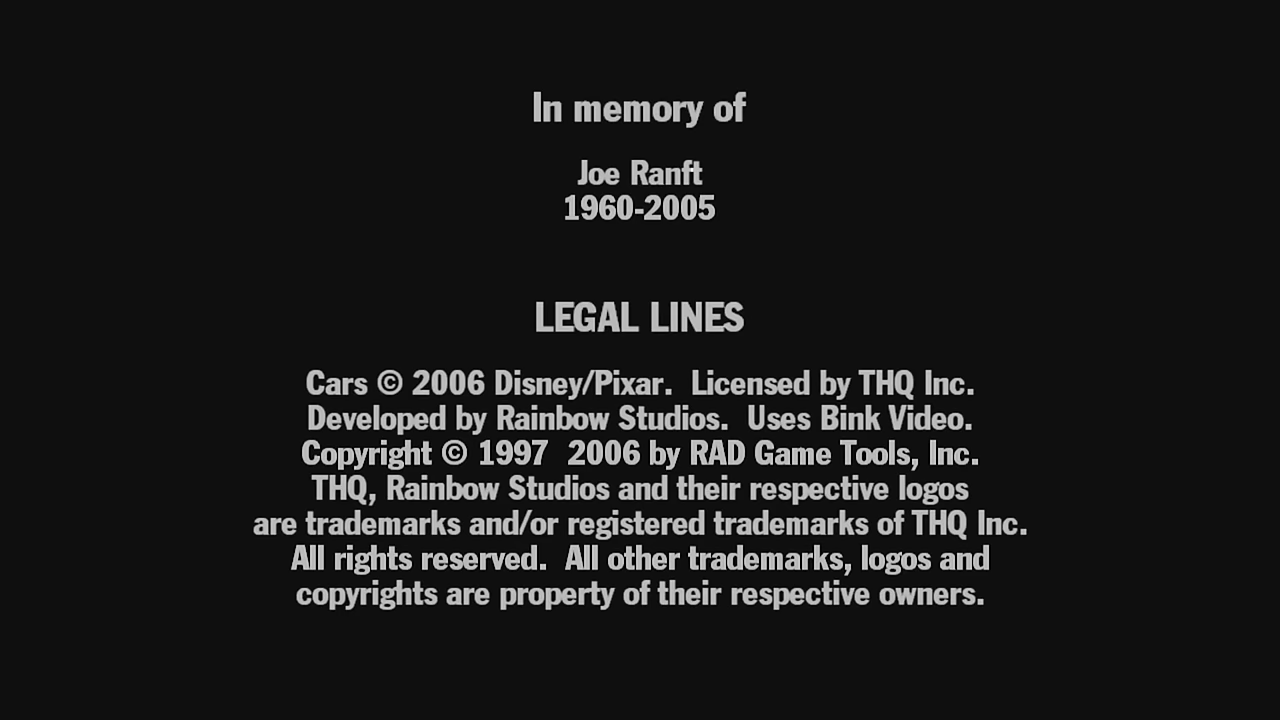 In memory of
Joe Ranft
1960-2005
LEGAL LINES
Cars © 2006 Disney/Pixar.  Licensed by THQ Inc.
Developed by Rainbow Studios.  Uses Bink Video.
Copyright © 1997  2006 by RAD Game Tools, Inc.
THQ, Rainbow Studios and their respective logos
are trademarks and/or registered trademarks of THQ Inc.
All rights reserved.  All other trademarks, logos and
copyrights are property of their respective owners.